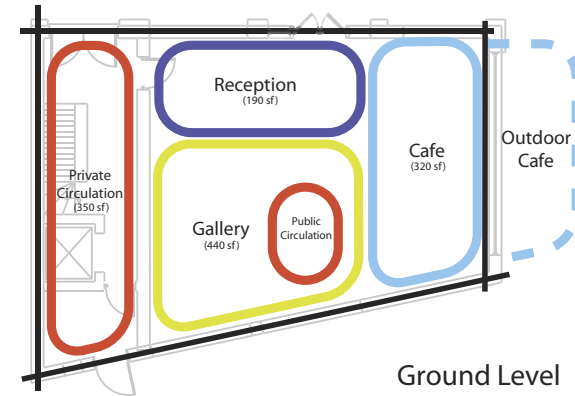 Reception
(190 sf)
Cafe
(320 sf)
Outdoor
Cafe
Private
Circulation
(350 sf)
Gallery
(440 sf)
Public
Circulation
Ground Level